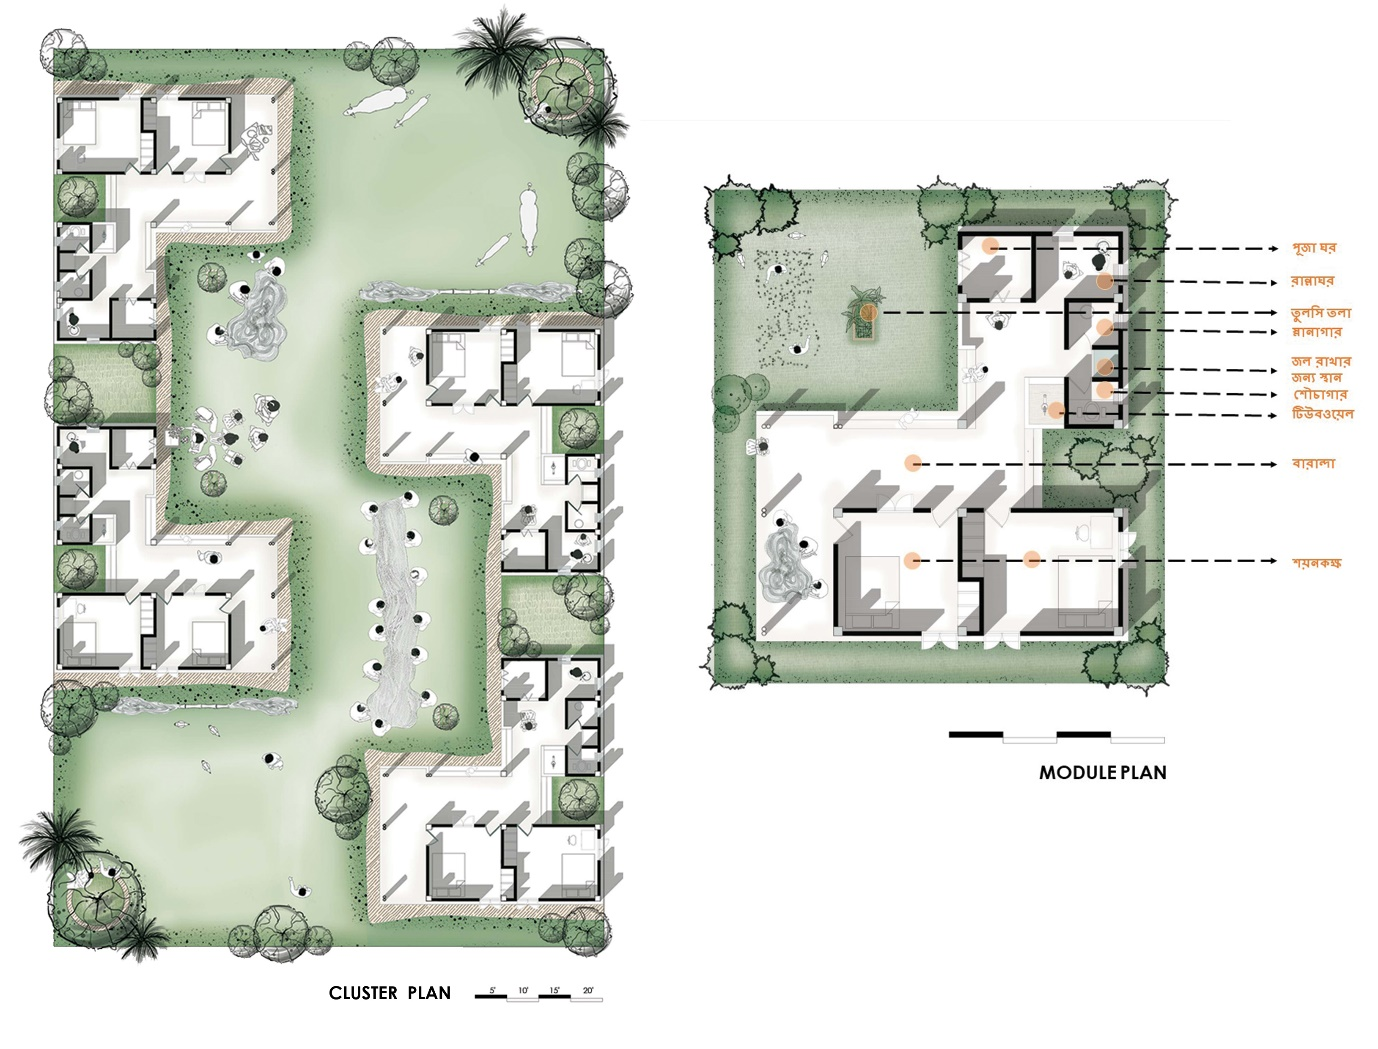 পূজা ঘর
রান্নাঘর
তুলসি তলা
স্নানাগার
জল রাখার
জন্য স্থান
শৌচাগার
টিউবওয়েল
বারান্দা
শয়নকক্ষ
MODULE PLAN
CLUSTER PLAN
5' 10' 15' 20'